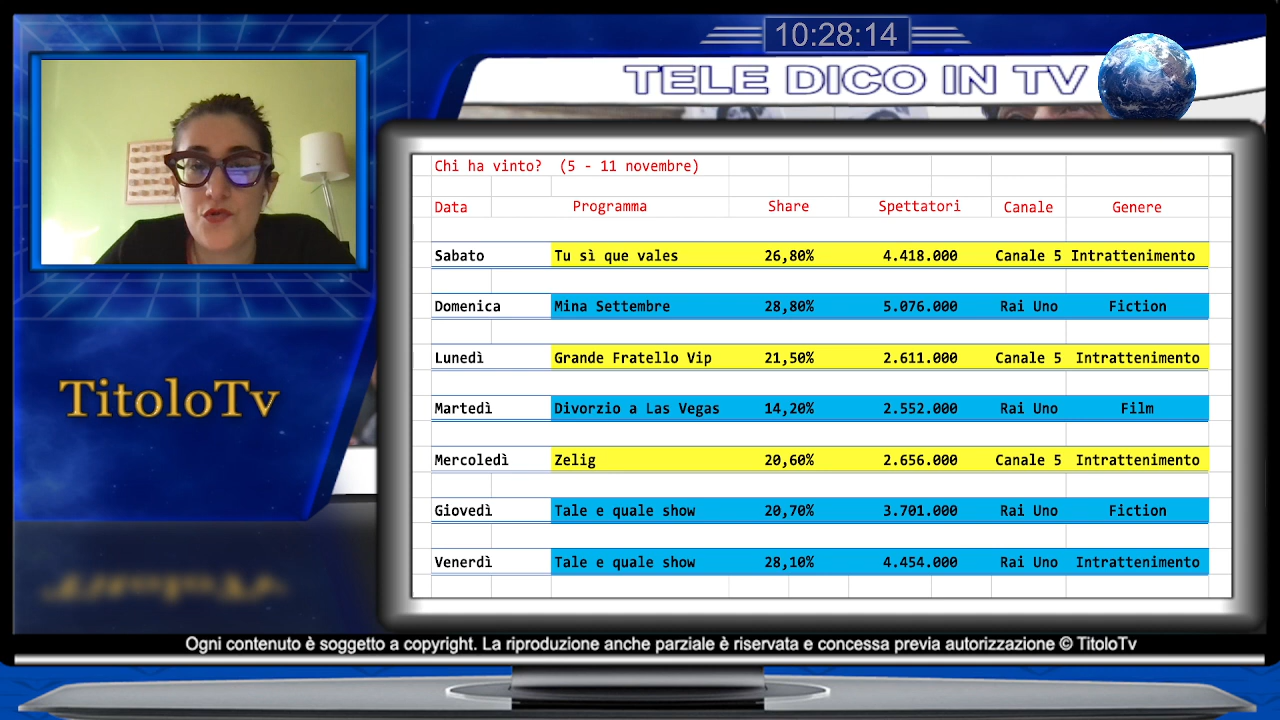 10:28:14
TELE DICO IN TV
Chi ha vinto? (5 - 11 novembre)
Data Programma Share Spettatori Canale Genere
Sabato Tu sì que vales 26,80% 4.418.000 Canale 5 Intrattenimento
Domenica Mina Settembre 28,80% 5.076.000 Rai Uno Fiction
Lunedì Grande Fratello Vip 21,50% 2.611.000 Canale 5 Intrattenimento
Martedì Divorzio a Las Vegas 14,20% 2.552.000 Rai Uno Film
Mercoledì Zelig 20,60% 2.656.000 Canale 5 Intrattenimento
Giovedì Tale e quale show 20,70% 3.701.000 Rai Uno Fiction
Venerdì Tale e quale show 28,10% 4.454.000 Rai Uno Intrattenimento
TitoloTv
Ogni contenuto è soggetto a copyright. La riproduzione anche parziale è riservata e concessa previa autorizzazione © TitoloTv